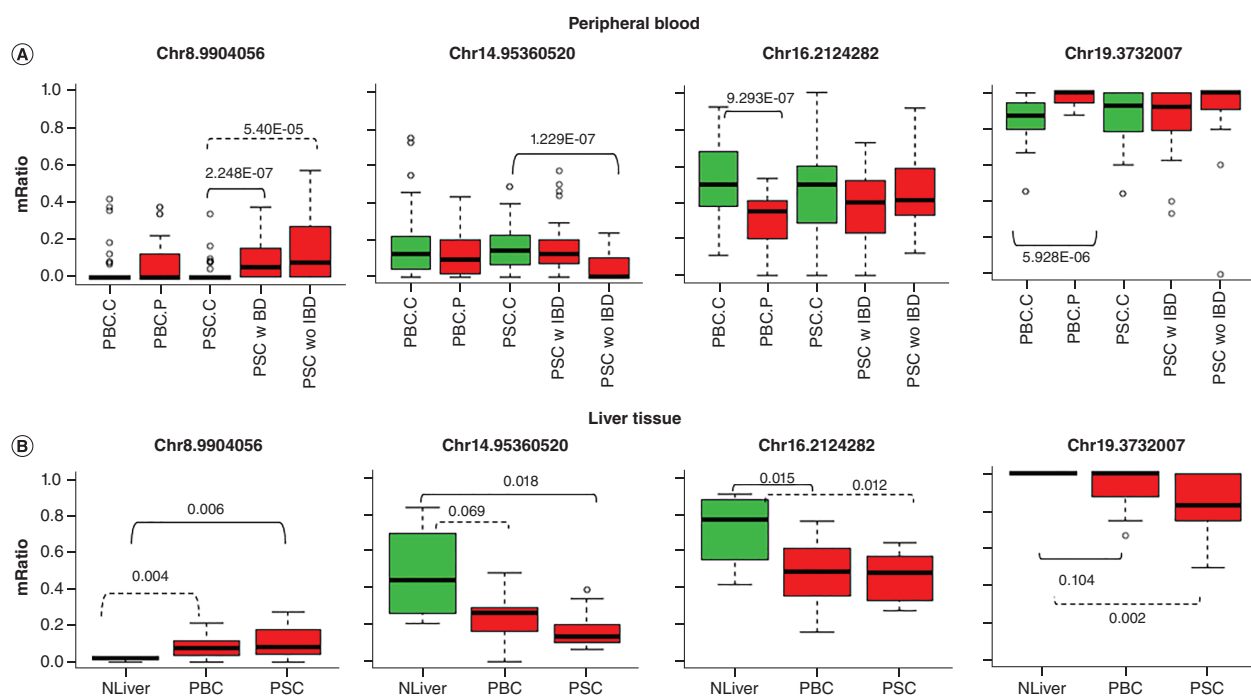 Peripheral blood
A
Chr8.9904056 Chr14.95360520 Chr16.2124282 Chr19.3732007
mRatio
1.0
0.8
0.6
0.4
0.2
0.0
5.40E-05
2.248E-07
1.229E-07
9.293E-07
5.928E-06
PBC.C PBC.P PSC.C PSC w BD PSC wo IBD
PBC.C PBC.P PSC.C PSC w IBD PSC wo IBD
PBC.C PBC.P PSC.C PSC w IBD PSC wo IBD
PBC.C PBC.P PSC.C PSC w IBD PSC wo IBD
Liver tissue
B
Chr8.9904056 Chr14.95360520 Chr16.2124282 Chr19.3732007
mRatio
1.0
0.8
0.6
0.4
0.2
0.0
0.006
0.004
0.018
0.069
0.015
0.012
0.104
0.002
NLiver PBC PSC
NLiver PBC PSC
NLiver PBC PSC
NLiver PBC PSC